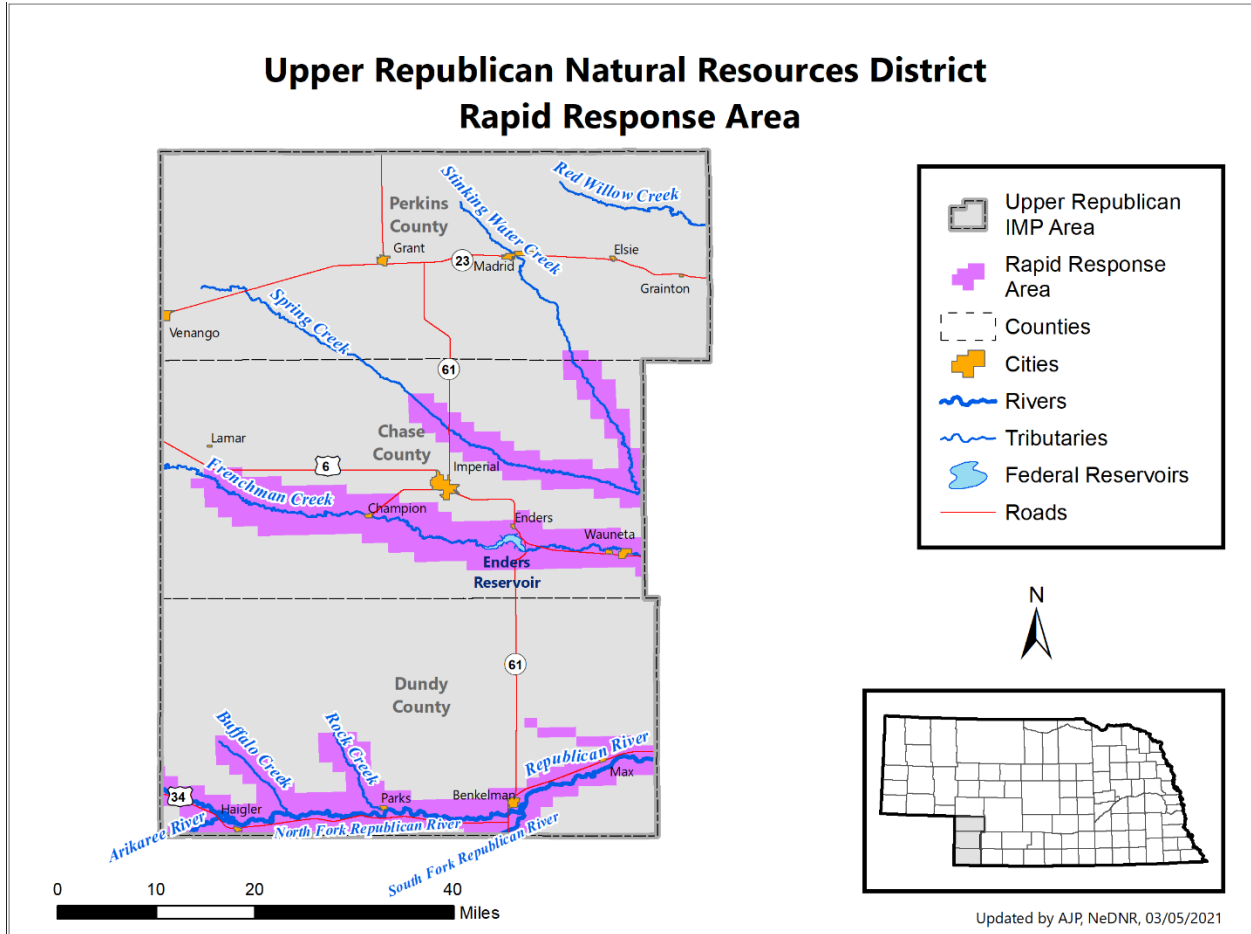 Upper Republican Natural Resources District
Rapid Response Area
Red Willow Creek
Stinking Water Creek
Perkins
County
Grant
23
Madrid
Elsie
Grainton
Spring Creek
Venango
61
Lamar
Chase
County
6
Imperial
Frenchman Creek
Champion
Enders
Wauneta
Enders
Reservoir
61
Dundy
County
Buffalo Creek
Rock Creek
Republican River
Max
34
Haigler
Parks
Benkelman
Arikaree River
North Fork Republican River
South Fork Republican River
0 10 20 40
Miles
Upper Republican
IMP Area
Rapid Response
Area
Counties
Cities
Rivers
Tributaries
Federal Reservoirs
Roads
N
Updated by AJP, NeDNR, 03/05/2021